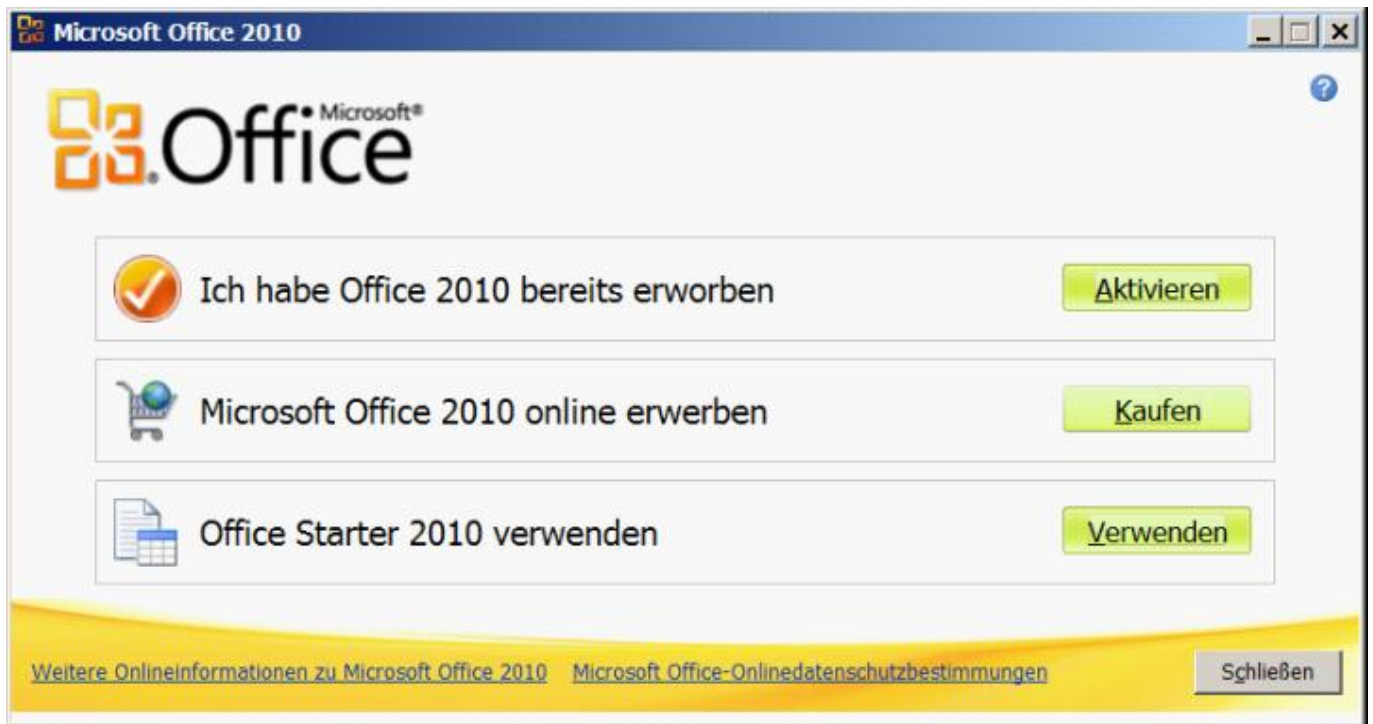 Microsoft Office 2010
Microsoft®
Office
Ich habe Office 2010 bereits erworben
Aktivieren
Microsoft Office 2010 online erwerben
Kaufen
Office Starter 2010 verwenden
Verwenden
Weitere Onlineinformationen zu Microsoft Office 2010 Microsoft Office-Onlinedatenschutzbestimmungen Schließen